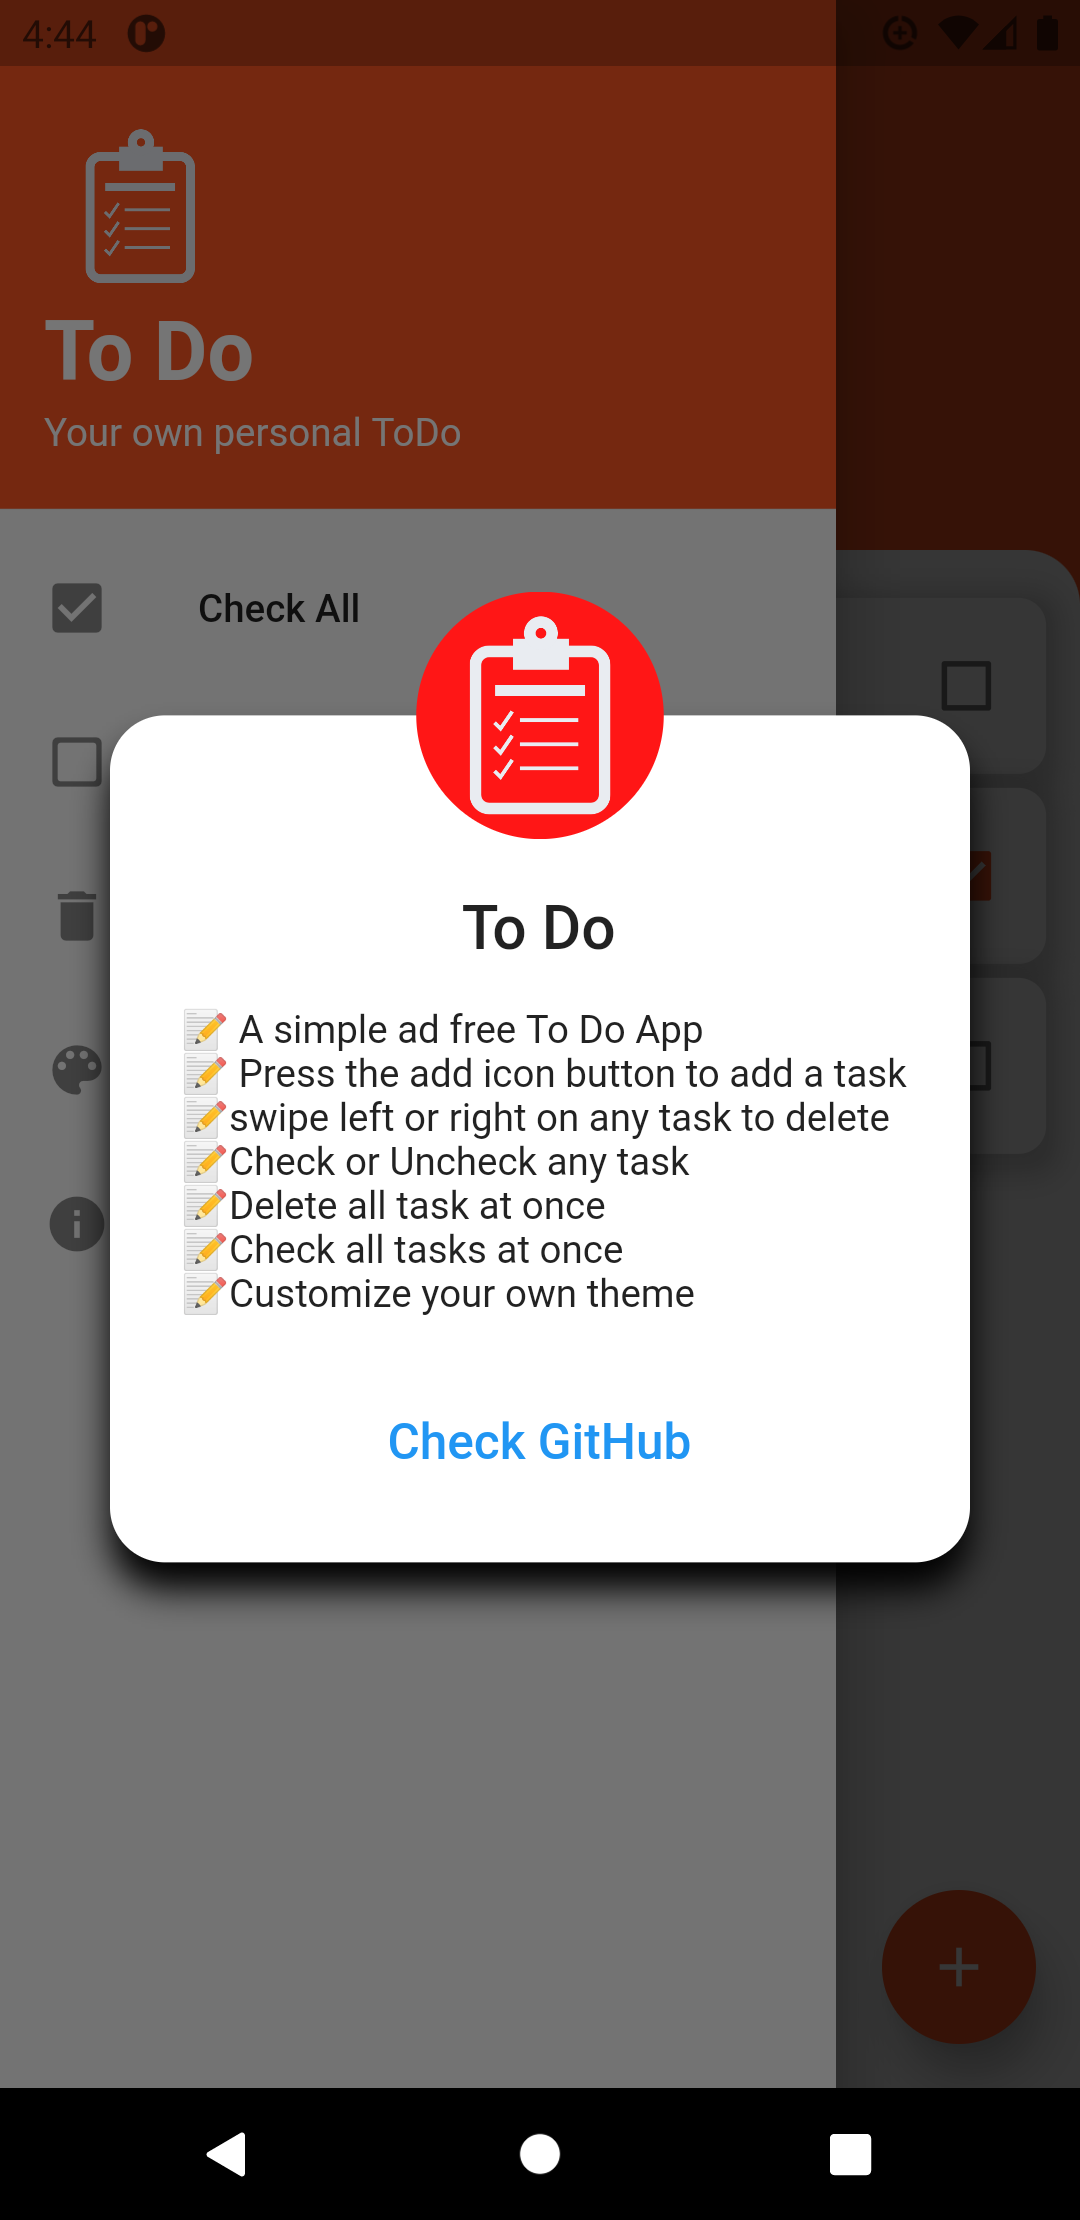 4:44
To Do
Your own personal ToDo
Check All
To Do
📝 A simple ad free To Do App
📝 Press the add icon button to add a task
📝swipe left or right on any task to delete
📝Check or Uncheck any task
📝Delete all task at once
📝Check all tasks at once
📝Customize your own theme
Check GitHub